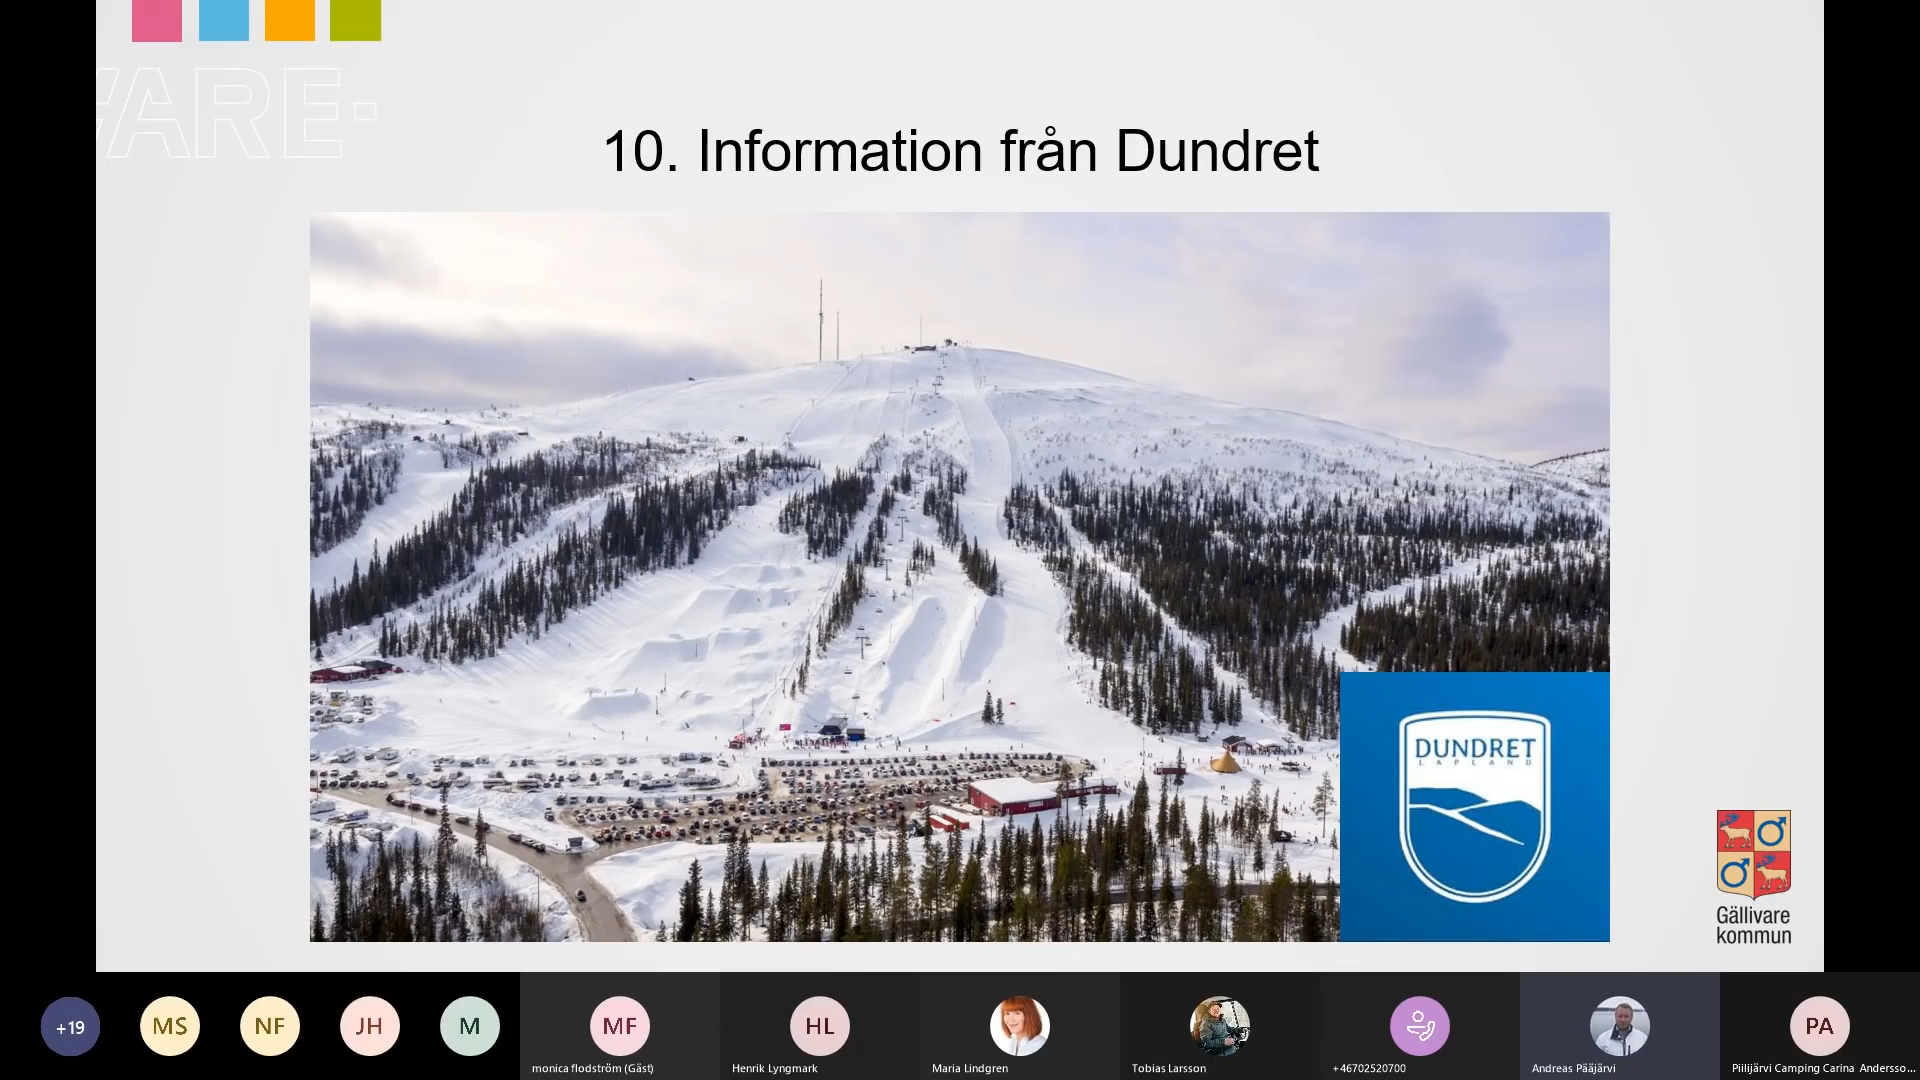 VARE
10. Information från Dundret
DUNDRET
LAPLAND
Gällivare
kommun
+19
MS
NF
JH
M
MF
HL
PA
monica flodström (Gäst)
Henrik Lyngmark
Maria Lindgren
Tobias Larsson
+46702520700
Andreas Pääjärvi
Piilijärvi Camping Carina Andersso...